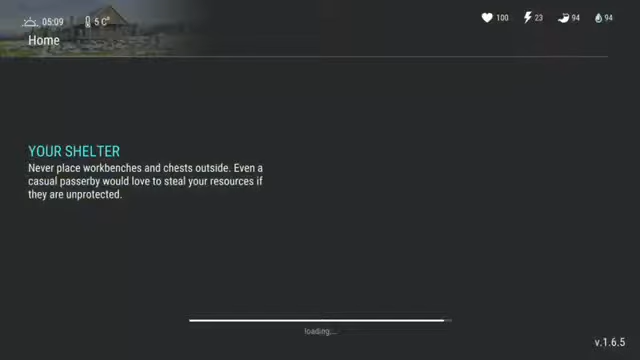 05:09 5 C° 100 23 94 94
Home
YOUR SHELTER
Never place workbenches and chests outside. Even a
casual passerby would love to steal your resources if
they are unprotected.
loading...
v.1.6.5